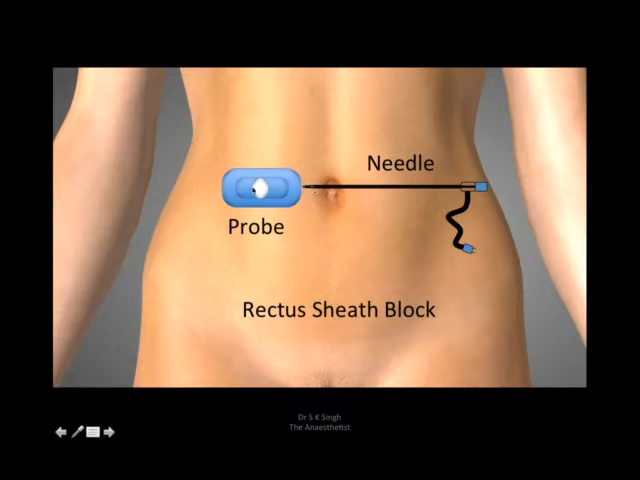 Needle
Probe
Rectus Sheath Block
Dr S K Singh
The Anaesthetist